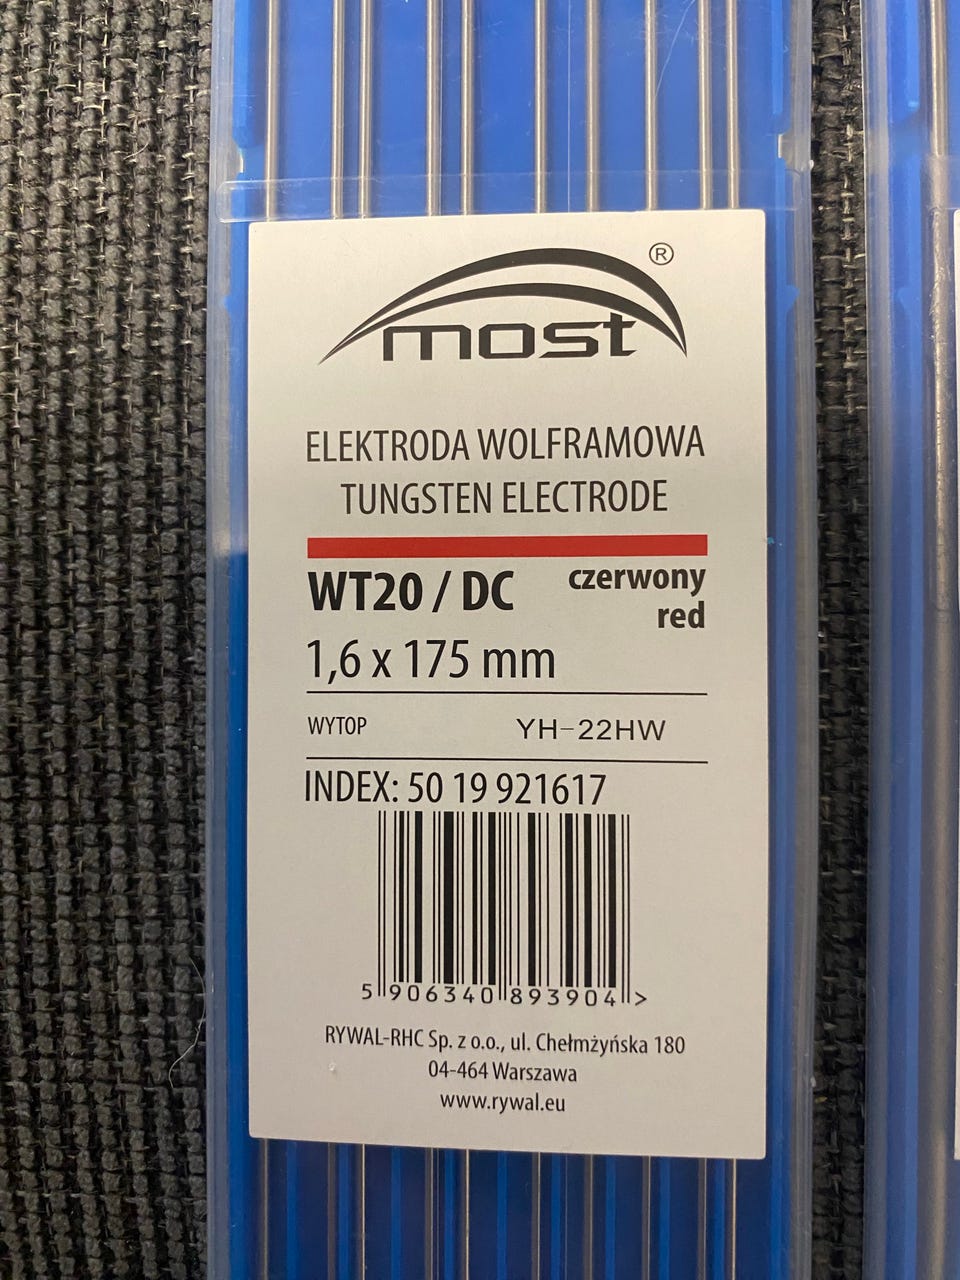 most ®
ELEKTRODA WOLFRAMOWA
TUNGSTEN ELECTRODE
WT20 / DC czerwony
red
1,6 x 175 mm
WYTOP YH-22HW
INDEX: 50 19 921617
5 906340 893904 >
RYWAL-RHC Sp. z o.o., ul. Chełmżyńska 180
04-464 Warszawa
www.rywal.eu